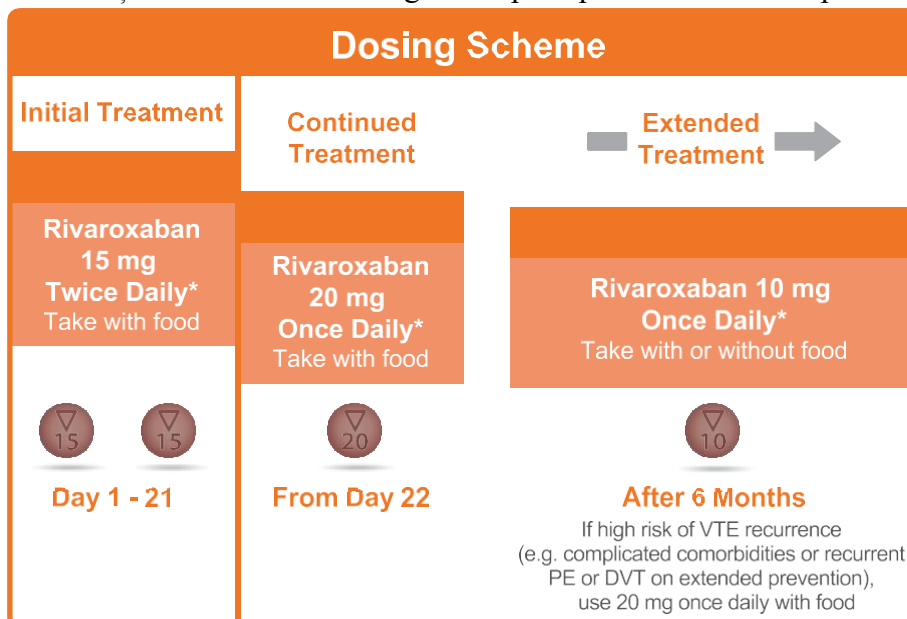 Dosing Scheme
Initial Treatment
Rivaroxaban
15 mg
Twice Daily*
Take with food
15 15
Day 1 - 21
Continued
Treatment
Rivaroxaban
20 mg
Once Daily*
Take with food
20
From Day 22
Extended
Treatment
Rivaroxaban 10 mg
Once Daily*
Take with or without food
10
After 6 Months
If high risk of VTE recurrence
(e.g. complicated comorbidities or recurrent
PE or DVT on extended prevention),
use 20 mg once daily with food